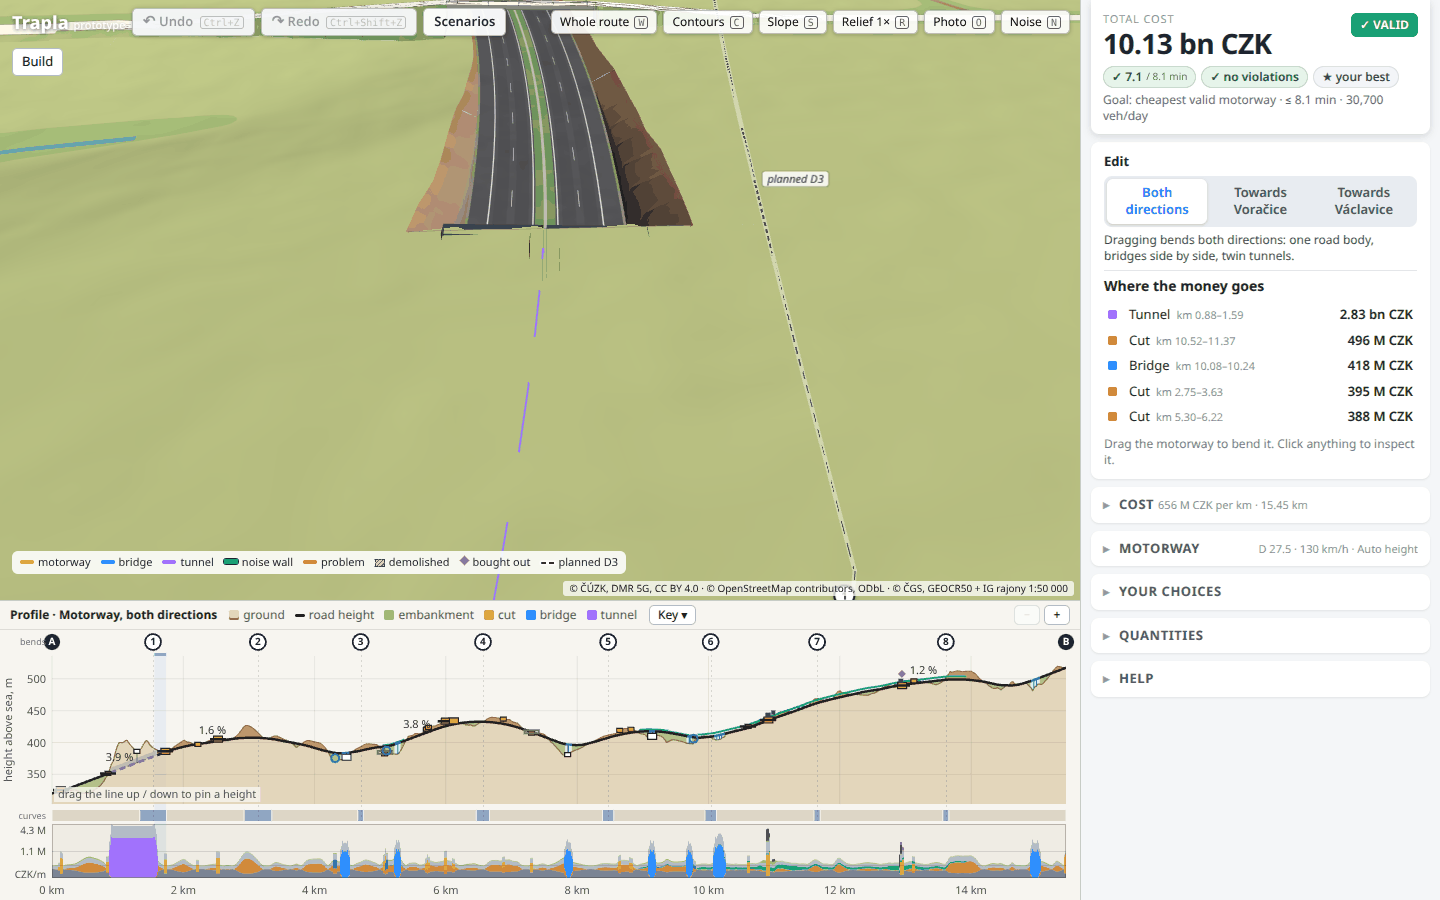 Trapla prototype
↶ Undo Ctrl+Z
↷ Redo Ctrl+Shift+Z
Scenarios
Whole route W
Contours C
Slope S
Relief 1× R
Photo O
Noise N
Build
planned D3
motorway bridge tunnel noise wall problem demolished bought out planned D3
© ČÚZK, DMR 5G, CC BY 4.0 · © OpenStreetMap contributors, ODbL · © ČGS, GEOCR50 + IG rajony 1:50 000
TOTAL COST
10.13 bn CZK
✓ VALID
✓ 7.1 / 8.1 min
✓ no violations
★ your best
Goal: cheapest valid motorway · ≤ 8.1 min · 30,700
veh/day
Edit
Both
directions
Towards
Voračice
Towards
Václavice
Dragging bends both directions: one road body,
bridges side by side, twin tunnels.
Where the money goes
Tunnel km 0.88–1.59 2.83 bn CZK
Cut km 10.52–11.37 496 M CZK
Bridge km 10.08–10.24 418 M CZK
Cut km 2.75–3.63 395 M CZK
Cut km 5.30–6.22 388 M CZK
Drag the motorway to bend it. Click anything to inspect
it.
▶ COST 656 M CZK per km · 15.45 km
▶ MOTORWAY D 27.5 · 130 km/h · Auto height
▶ YOUR CHOICES
▶ QUANTITIES
▶ HELP
Profile · Motorway, both directions ground road height embankment cut bridge tunnel Key ▾ − +
bends A 1 2 3 4 5 6 7 8 B
height above sea, m
500
450
400
350
3.9 %
1.6 %
3.8 %
1.2 %
drag the line up / down to pin a height
curves
4.3 M
1.1 M
CZK/m
0 km 2 km 4 km 6 km 8 km 10 km 12 km 14 km